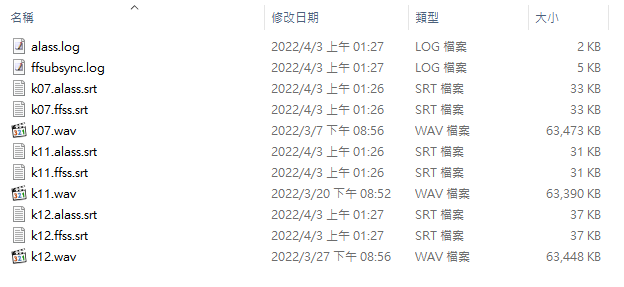 名稱 修改日期 類型 大小
alass.log 2022/4/3 上午 01:27 LOG 檔案 2 KB
ffsubsync.log 2022/4/3 上午 01:27 LOG 檔案 5 KB
k07.alass.srt 2022/4/3 上午 01:26 SRT 檔案 33 KB
k07.ffss.srt 2022/4/3 上午 01:26 SRT 檔案 33 KB
k07.wav 2022/3/7 下午 08:56 WAV 檔案 63,473 KB
k11.alass.srt 2022/4/3 上午 01:26 SRT 檔案 31 KB
k11.ffss.srt 2022/4/3 上午 01:26 SRT 檔案 31 KB
k11.wav 2022/3/20 下午 08:52 WAV 檔案 63,390 KB
k12.alass.srt 2022/4/3 上午 01:27 SRT 檔案 37 KB
k12.ffss.srt 2022/4/3 上午 01:27 SRT 檔案 37 KB
k12.wav 2022/3/27 下午 08:56 WAV 檔案 63,448 KB